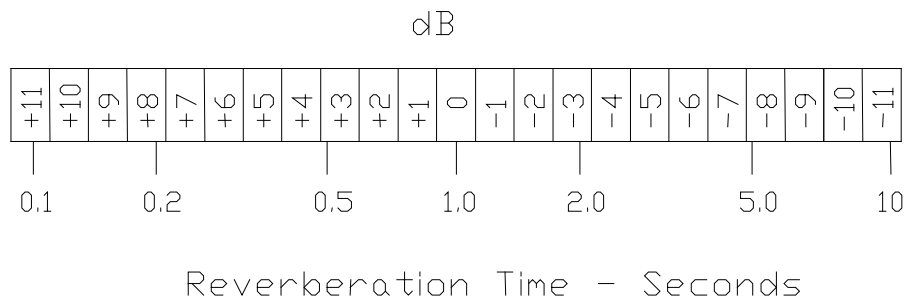 dB
+11 +10 +9 +8 +7 +6 +5 +4 +3 +2 +1 0 -1 -2 -3 -4 -5 -6 -7 -8 -9 -10 -11
0.1 0.2 0.5 1.0 2.0 5.0 10
Reverberation Time - Seconds